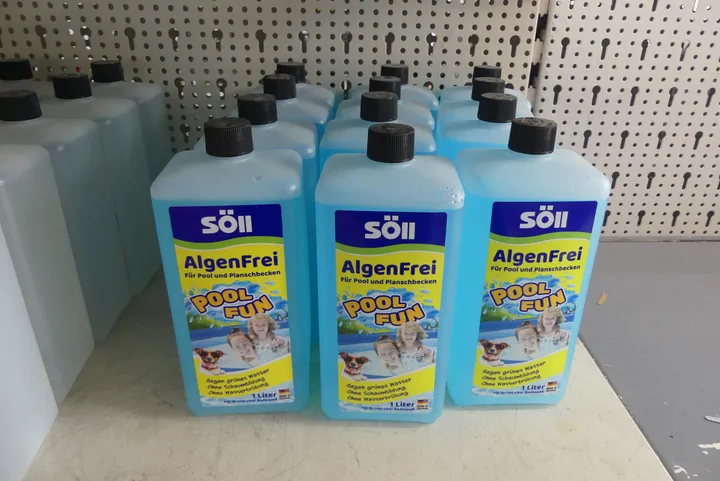 Söll
AlgenFrei
Für Pool und Planschbecken
POOL
FUN
Gegen grünes Wasser
Ohne Schaumbildung
Ohne Wassertrübung
1 Liter
Söll
AlgenFrei
Für Pool und Planschbecken
POOL
FUN
Gegen grünes Wasser
Ohne Schaumbildung
Ohne Wassertrübung
1 Liter
Söll
AlgenFrei
Für Pool und Planschbecken
POOL
FUN
Gegen grünes Wasser
Ohne Schaumbildung
Ohne Wassertrübung
1 Liter